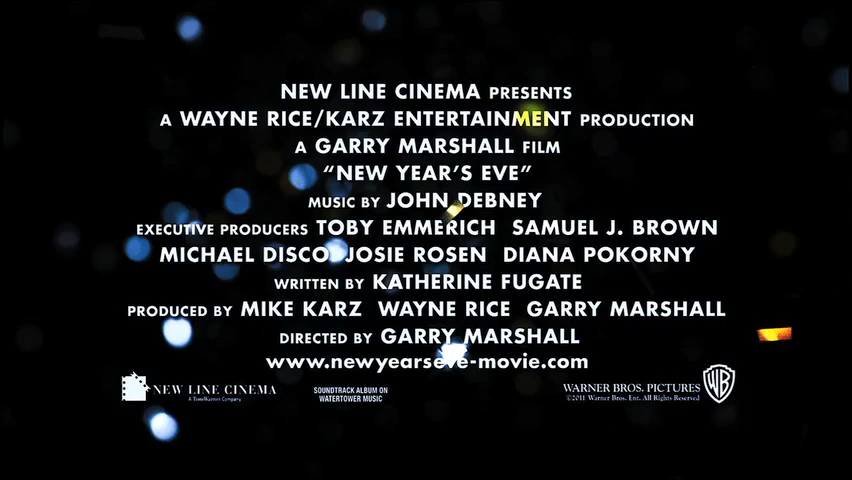 NEW LINE CINEMA PRESENTS
A WAYNE RICE/KARZ ENTERTAINMENT PRODUCTION
A GARRY MARSHALL FILM
"NEW YEAR'S EVE"
MUSIC BY JOHN DEBNEY
EXECUTIVE PRODUCERS TOBY EMMERICH SAMUEL J. BROWN
MICHAEL DISCO JOSIE ROSEN DIANA POKORNY
WRITTEN BY KATHERINE FUGATE
PRODUCED BY MIKE KARZ WAYNE RICE GARRY MARSHALL
DIRECTED BY GARRY MARSHALL
www.newyearseve-movie.com
NEW LINE CINEMA
A TimeWarner Company
SOUNDTRACK ALBUM ON
WATERTOWER MUSIC
WARNER BROS. PICTURES
©2011 Warner Bros. Ent. All Rights Reserved
WB